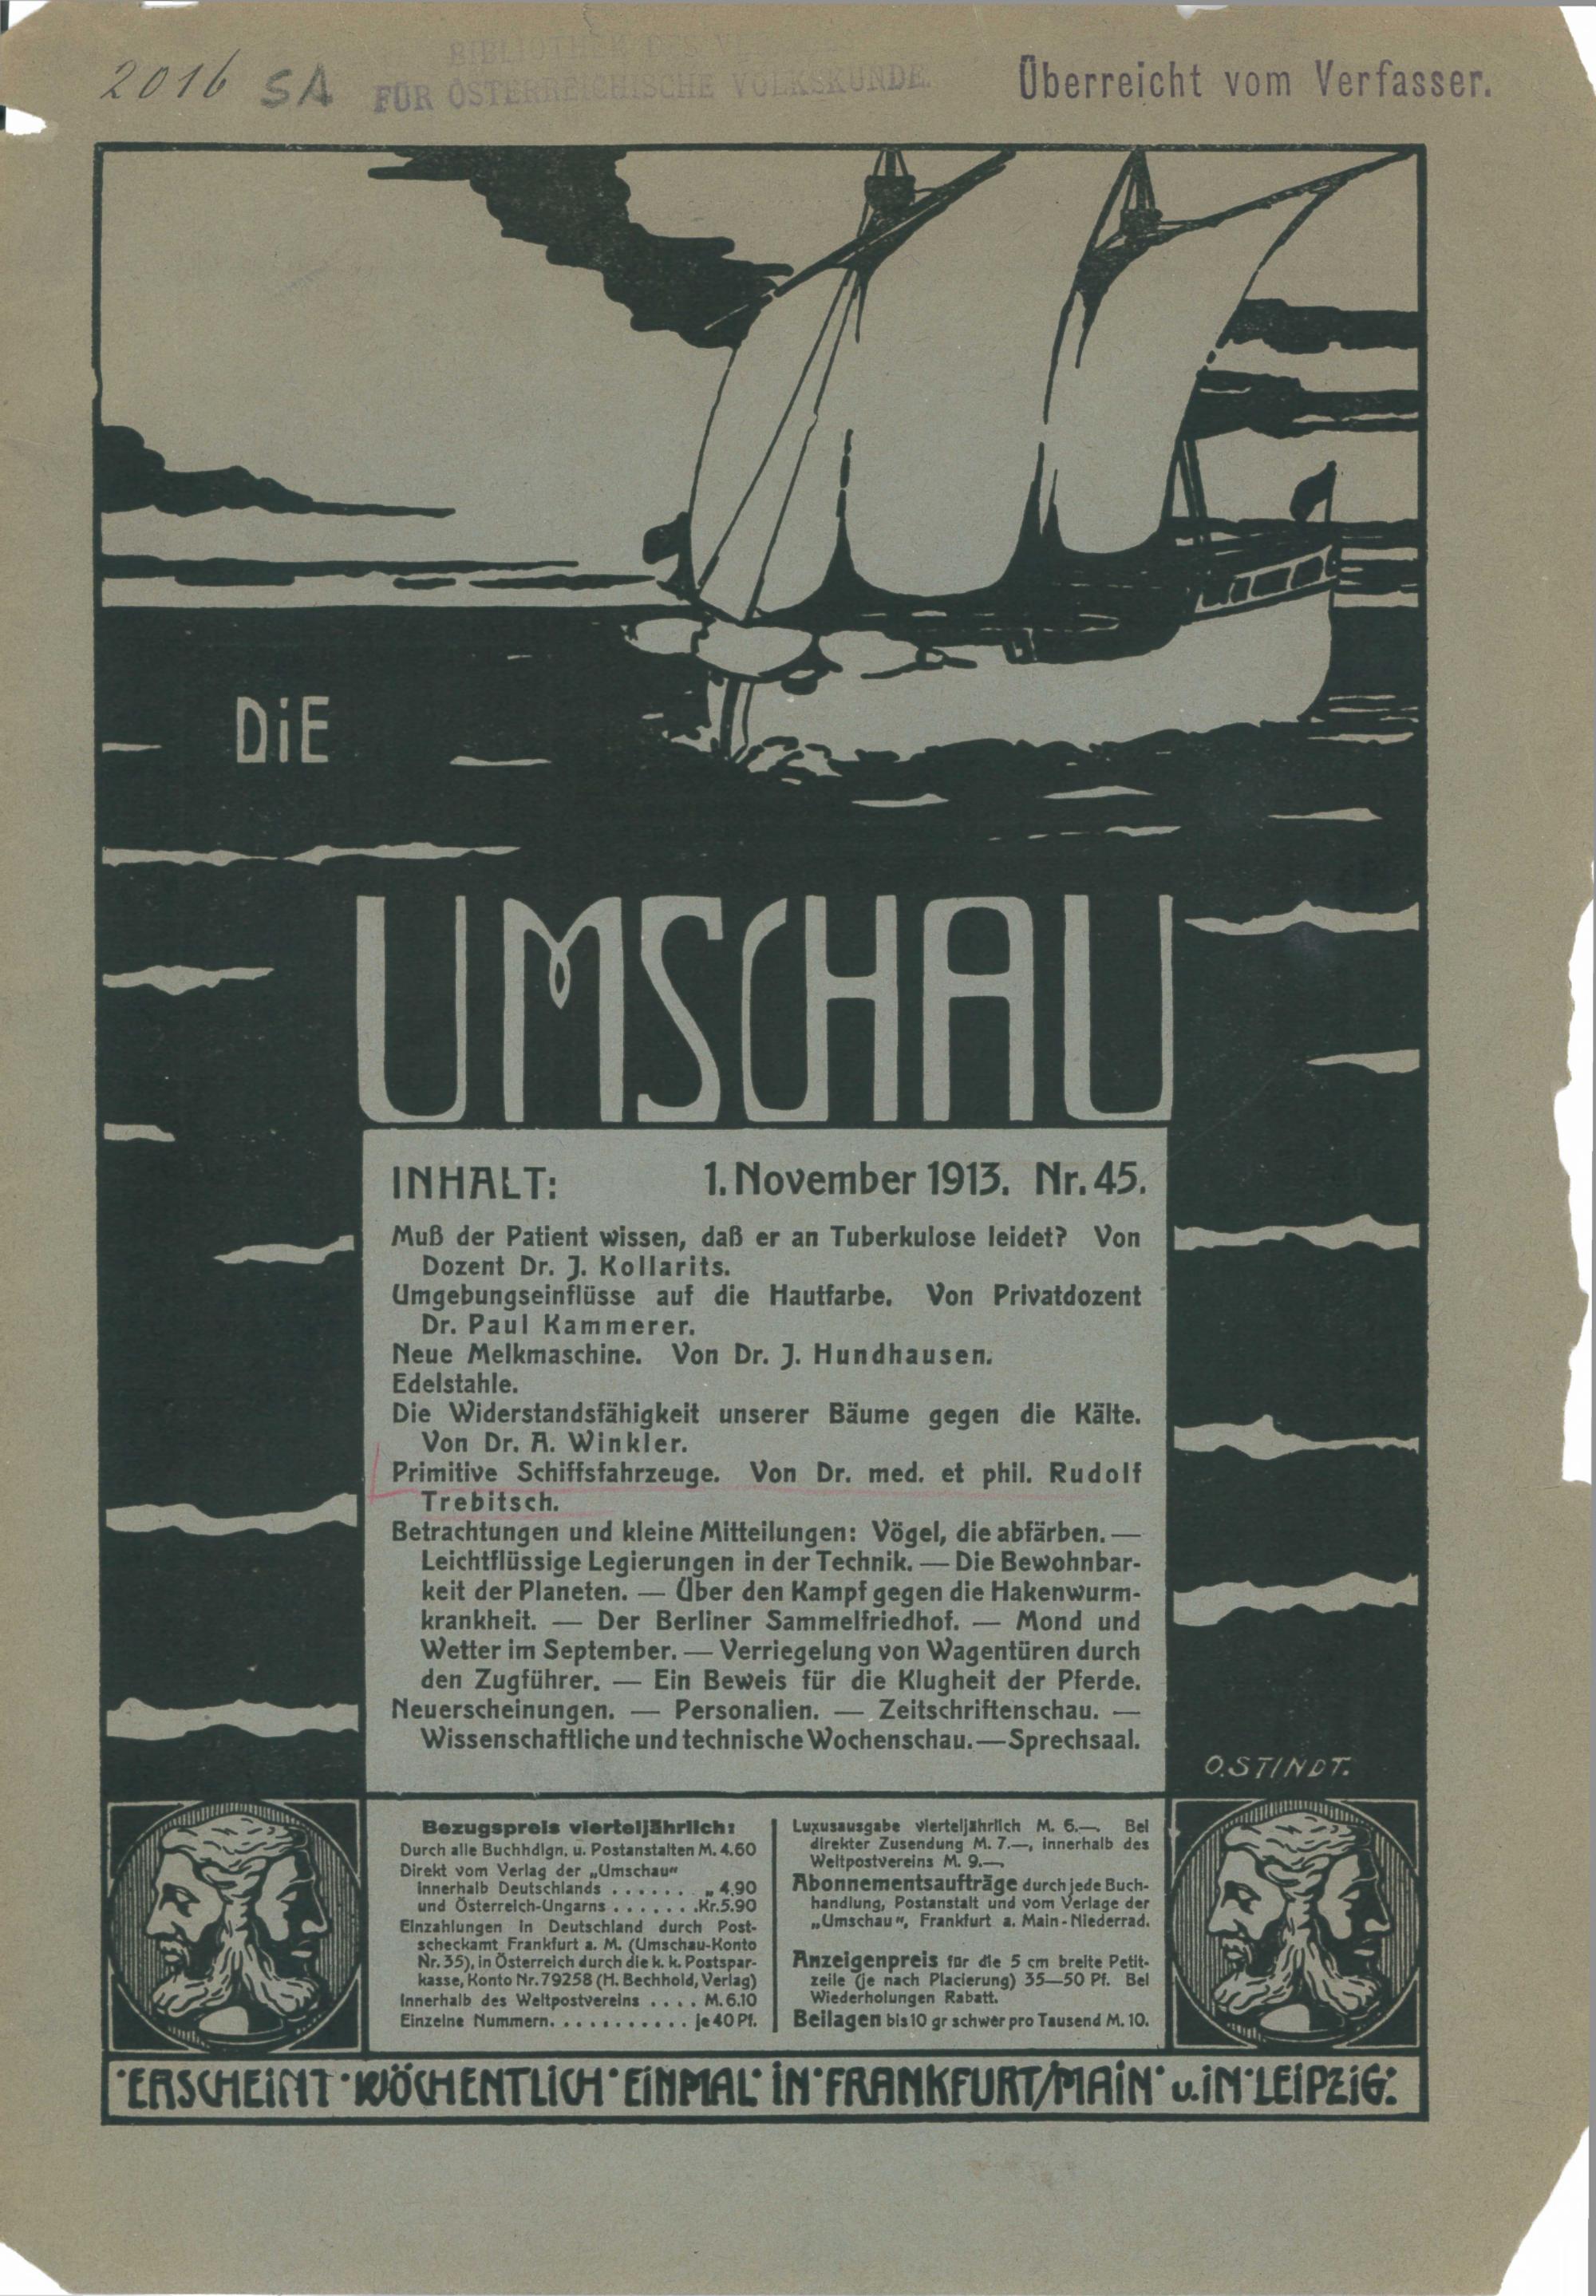 2016 SA
BIBLIOTHEK DES
FÜR ÖSTERREICHISCHE VOLKSKUNDE.
Überreicht vom Verfasser.
DiE
UMSCHAU
INHALT: 1. November 1913. Nr. 45.
Muß der Patient wissen, daß er an Tuberkulose leidet? Von
Dozent Dr. J. Kollarits.
Umgebungseinflüsse auf die Hautfarbe. Von Privatdozent
Dr. Paul Kammerer.
Neue Melkmaschine. Von Dr. J. Hundhausen.
Edelstahle.
Die Widerstandsfähigkeit unserer Bäume gegen die Kälte.
Von Dr. A. Winkler.
Primitive Schiffsfahrzeuge. Von Dr. med. et phil. Rudolf
Trebitsch.
Betrachtungen und kleine Mitteilungen: Vögel, die abfärben. —
Leichtflüssige Legierungen in der Technik. — Die Bewohnbar-
keit der Planeten. — Über den Kampf gegen die Hakenwurm-
krankheit. — Der Berliner Sammelfriedhof. — Mond und
Wetter im September. — Verriegelung von Wagentüren durch
den Zugführer. — Ein Beweis für die Klugheit der Pferde.
Neuerscheinungen. — Personalien. — Zeitschriftenschau. —
Wissenschaftliche und technische Wochenschau. — Sprechsaal.
O. STINDT.
Bezugspreis vierteljährlich:
Durch alle Buchhdlgn. u. Postanstalten M. 4.60
Direkt vom Verlag der „Umschau“
innerhalb Deutschlands . . . . . . . „ 4.90
und Österreich-Ungarns . . . . . . .Kr. 5.90
Einzahlungen in Deutschland durch Post-
scheckamt Frankfurt a. M. (Umschau-Konto
Nr. 35), in Österreich durch die k. k. Postspar-
kasse, Konto Nr. 79258 (H. Bechhold, Verlag)
Innerhalb des Weltpostvereins . . . . M. 6.10
Einzelne Nummern. . . . . . . . . . . je 40 Pf.
Luxusausgabe vierteljährlich M. 6.—. Bei
direkter Zusendung M. 7.—, innerhalb des
Weltpostvereins M. 9.—.
Abonnementsaufträge durch jede Buch-
handlung, Postanstalt und vom Verlage der
„Umschau“, Frankfurt a. Main-Niederrad.
Anzeigenpreis für die 5 cm breite Petit-
zeile (je nach Placierung) 35—50 Pf. Bei
Wiederholungen Rabatt.
Beilagen bis 10 gr schwer pro Tausend M. 10.
·ERSCHEiNT·WÖCHENTLiCH·EiNMAL·iN·FRANKFURT/MAiN·u.iN·LEiPZiG: